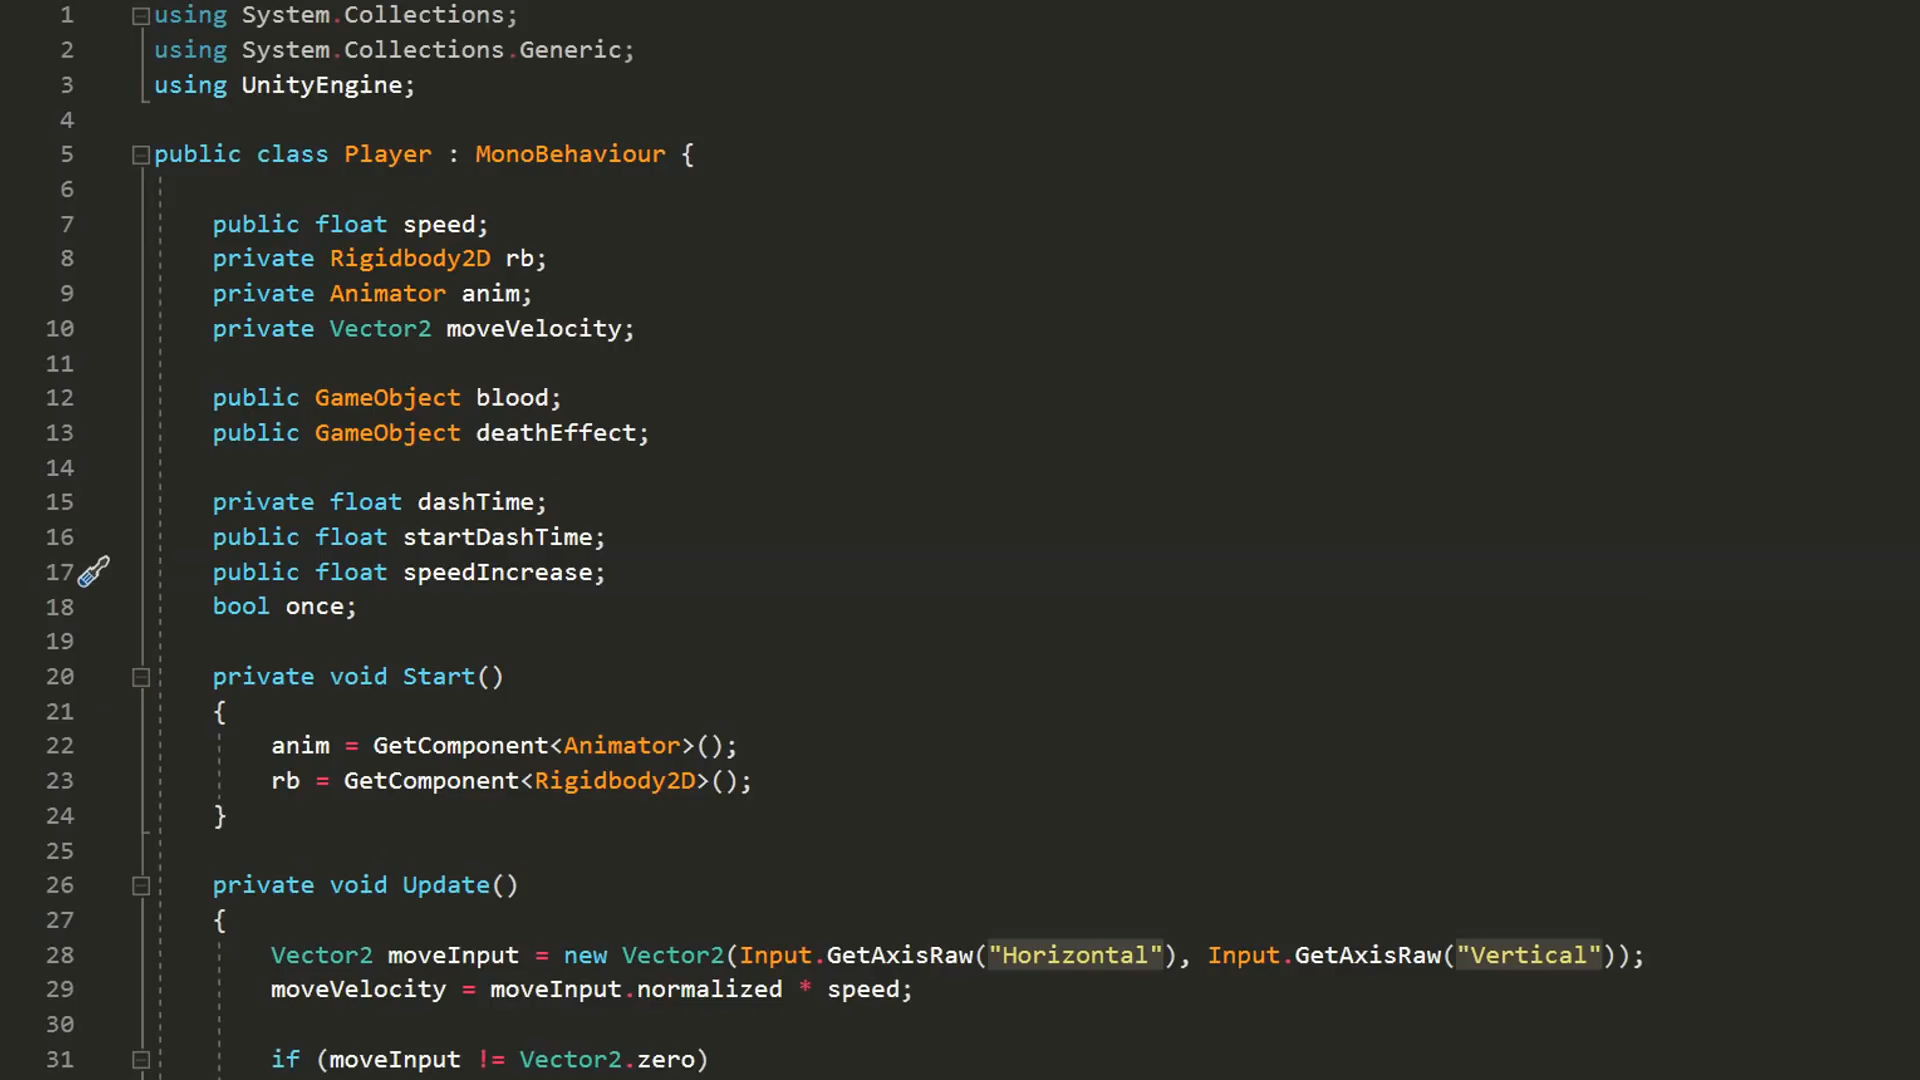 1 using System.Collections;
2 using System.Collections.Generic;
3 using UnityEngine;
4
5 public class Player : MonoBehaviour {
6
7 public float speed;
8 private Rigidbody2D rb;
9 private Animator anim;
10 private Vector2 moveVelocity;
11
12 public GameObject blood;
13 public GameObject deathEffect;
14
15 private float dashTime;
16 public float startDashTime;
17 public float speedIncrease;
18 bool once;
19
20 private void Start()
21 {
22 anim = GetComponent<Animator>();
23 rb = GetComponent<Rigidbody2D>();
24 }
25
26 private void Update()
27 {
28 Vector2 moveInput = new Vector2(Input.GetAxisRaw("Horizontal"), Input.GetAxisRaw("Vertical"));
29 moveVelocity = moveInput.normalized * speed;
30
31 if (moveInput != Vector2.zero)